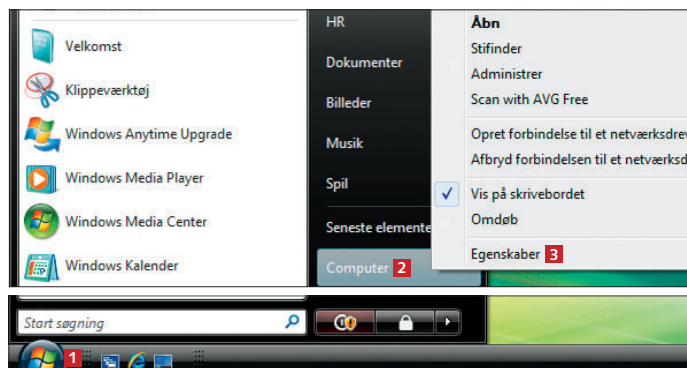 Velkomst
Klippeværktøj
Windows Anytime Upgrade
Windows Media Player
Windows Media Center
Windows Kalender
HR
Dokumenter
Billeder
Musik
Spil
Seneste elemente
Computer 2
Åbn
Stifinder
Administrer
Scan with AVG Free
Opret forbindelse til et netværksdrev
Afbryd forbindelsen til et netværksd
Vis på skrivebordet
Omdøb
Egenskaber 3
Start søgning
1